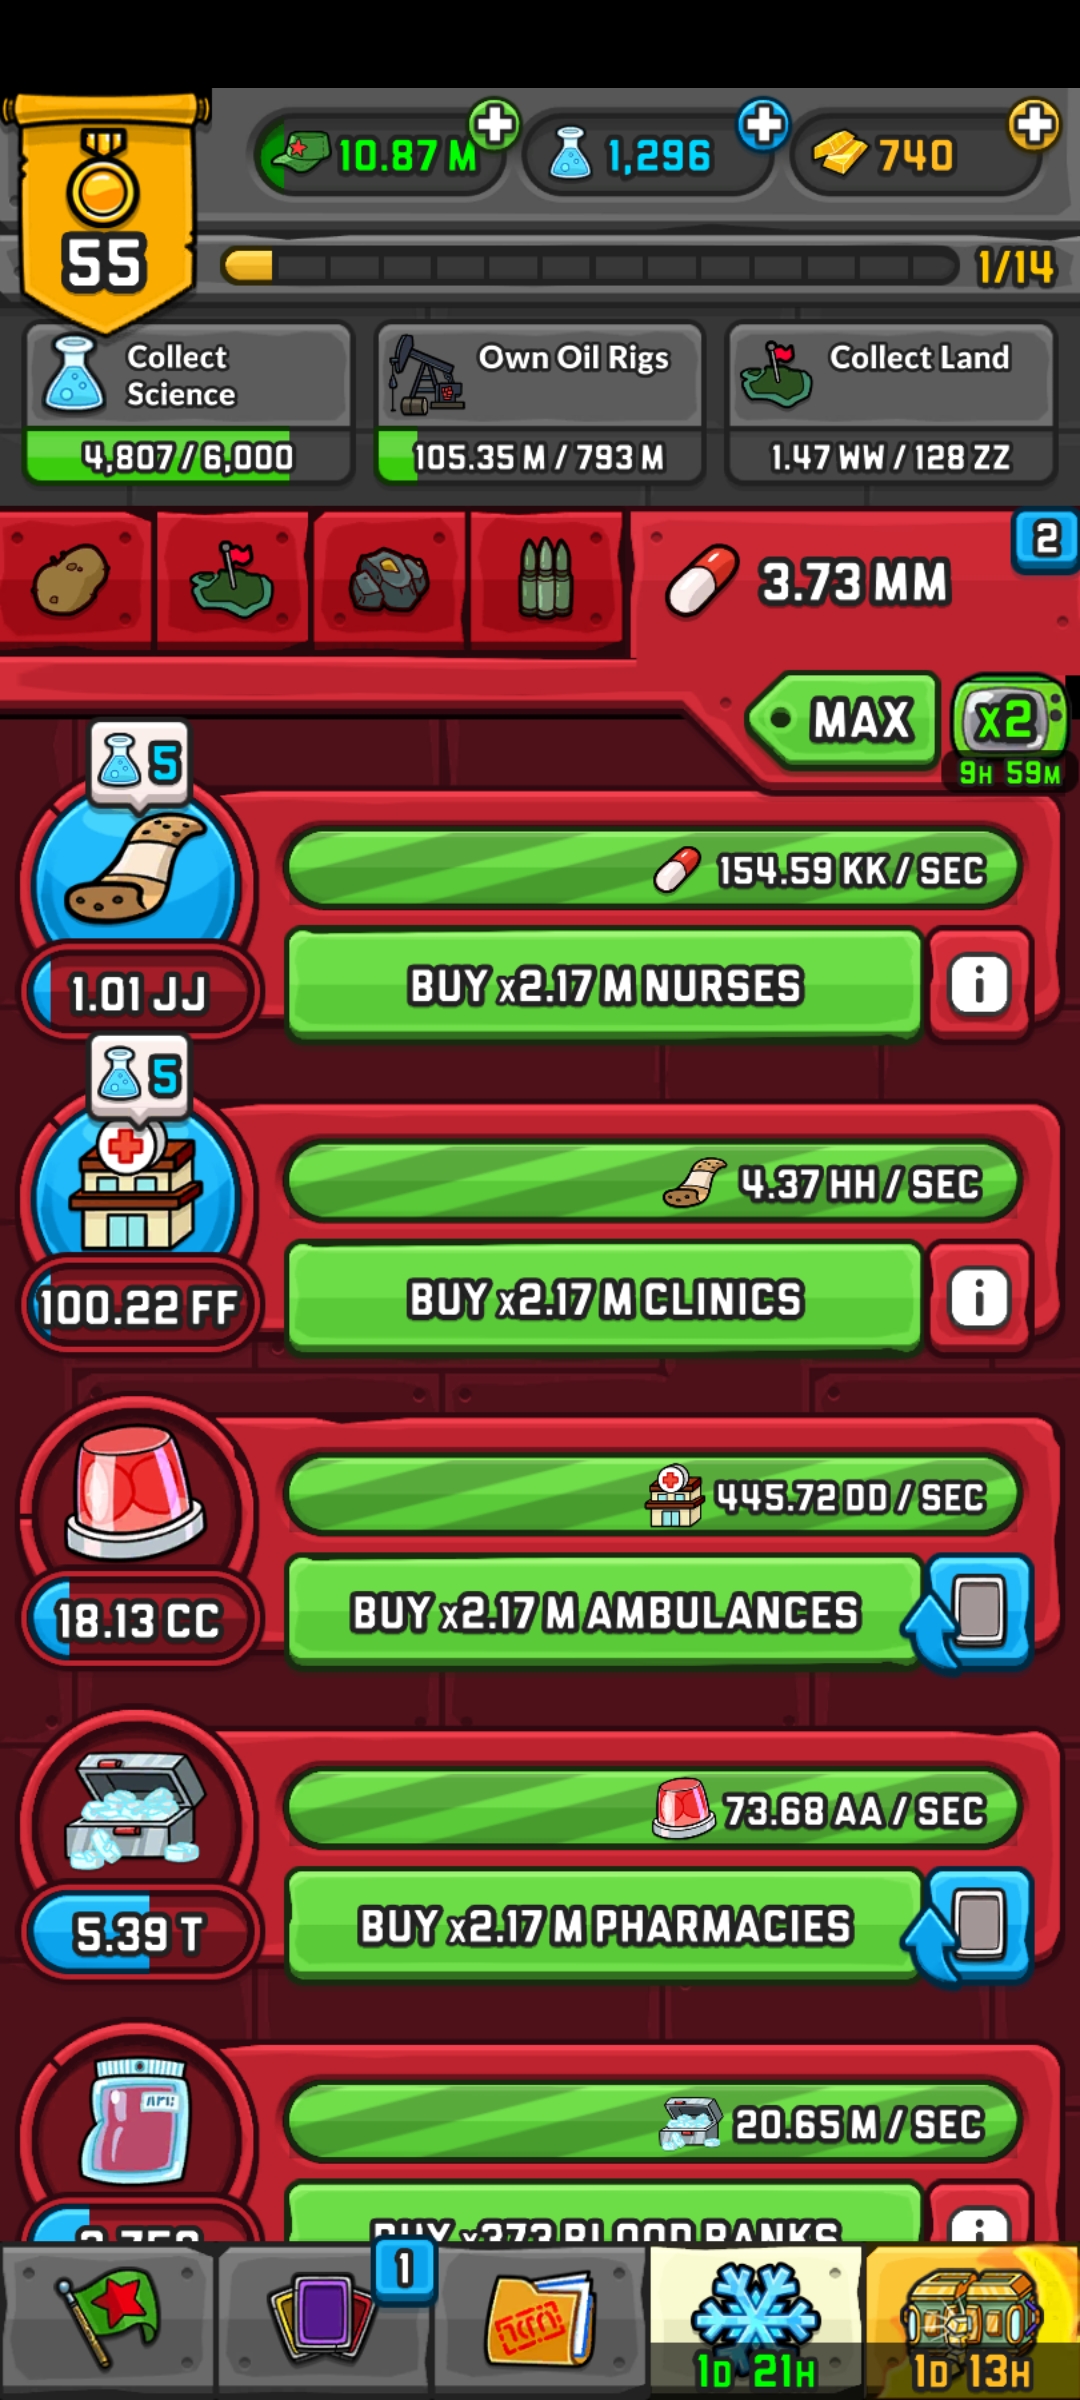 55
10.87 M
1,296
740
1/14
Collect
Science
4,807/6,000
Own Oil Rigs
105.35 M / 793 M
Collect Land
1.47 WW / 128 ZZ
3.73 MM
2
MAX
x2
9H 59M
5
154.59 KK / SEC
1.01 JJ
BUY x2.17 M NURSES
i
5
4.37 HH / SEC
100.22 FF
BUY x2.17 M CLINICS
i
445.72 DD / SEC
18.13 CC
BUY x2.17 M AMBULANCES
73.68 AA / SEC
5.39 T
BUY x2.17 M PHARMACIES
20.65 M / SEC
BUY x373 BLOOD BANKS
i
1
1D 21H
1D 13H